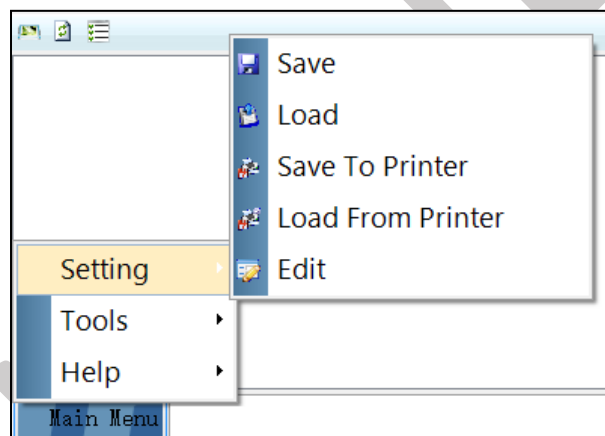 Save
Load
Save To Printer
Load From Printer
Setting
Edit
Tools
Help
Main Menu